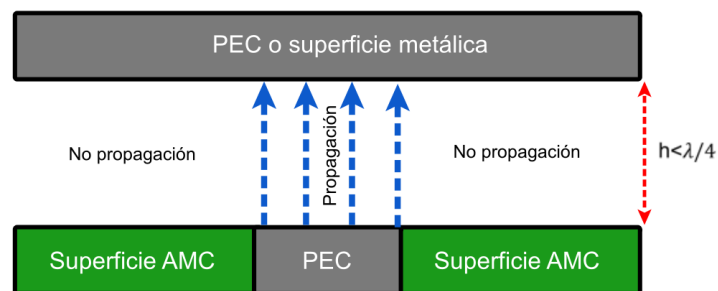 PEC o superficie metálica
No propagación
Propagación
No propagación
h<λ/4
Superficie AMC
PEC
Superficie AMC